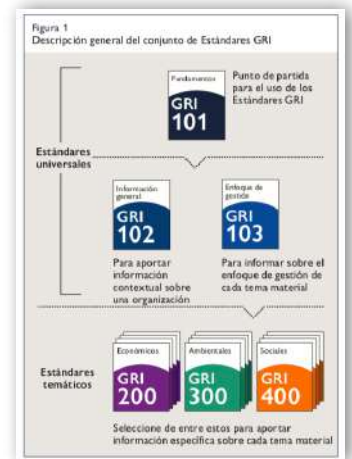 Figura 1
Descripción general del conjunto de Estándares GRI
Fundamentos
GRI
101
Punto de partida
para el uso de los
Estándares GRI
Estándares
universales
Información
general
GRI
102
Enfoque de
gestión
GRI
103
Para aportar
información
contextual sobre
una organización
Para informar sobre el
enfoque de gestión de
cada tema material
Estándares
temáticos
Económicos
GRI
200
Ambientales
GRI
300
Sociales
GRI
400
Seleccione de entre estos para aportar
información específica sobre cada tema material